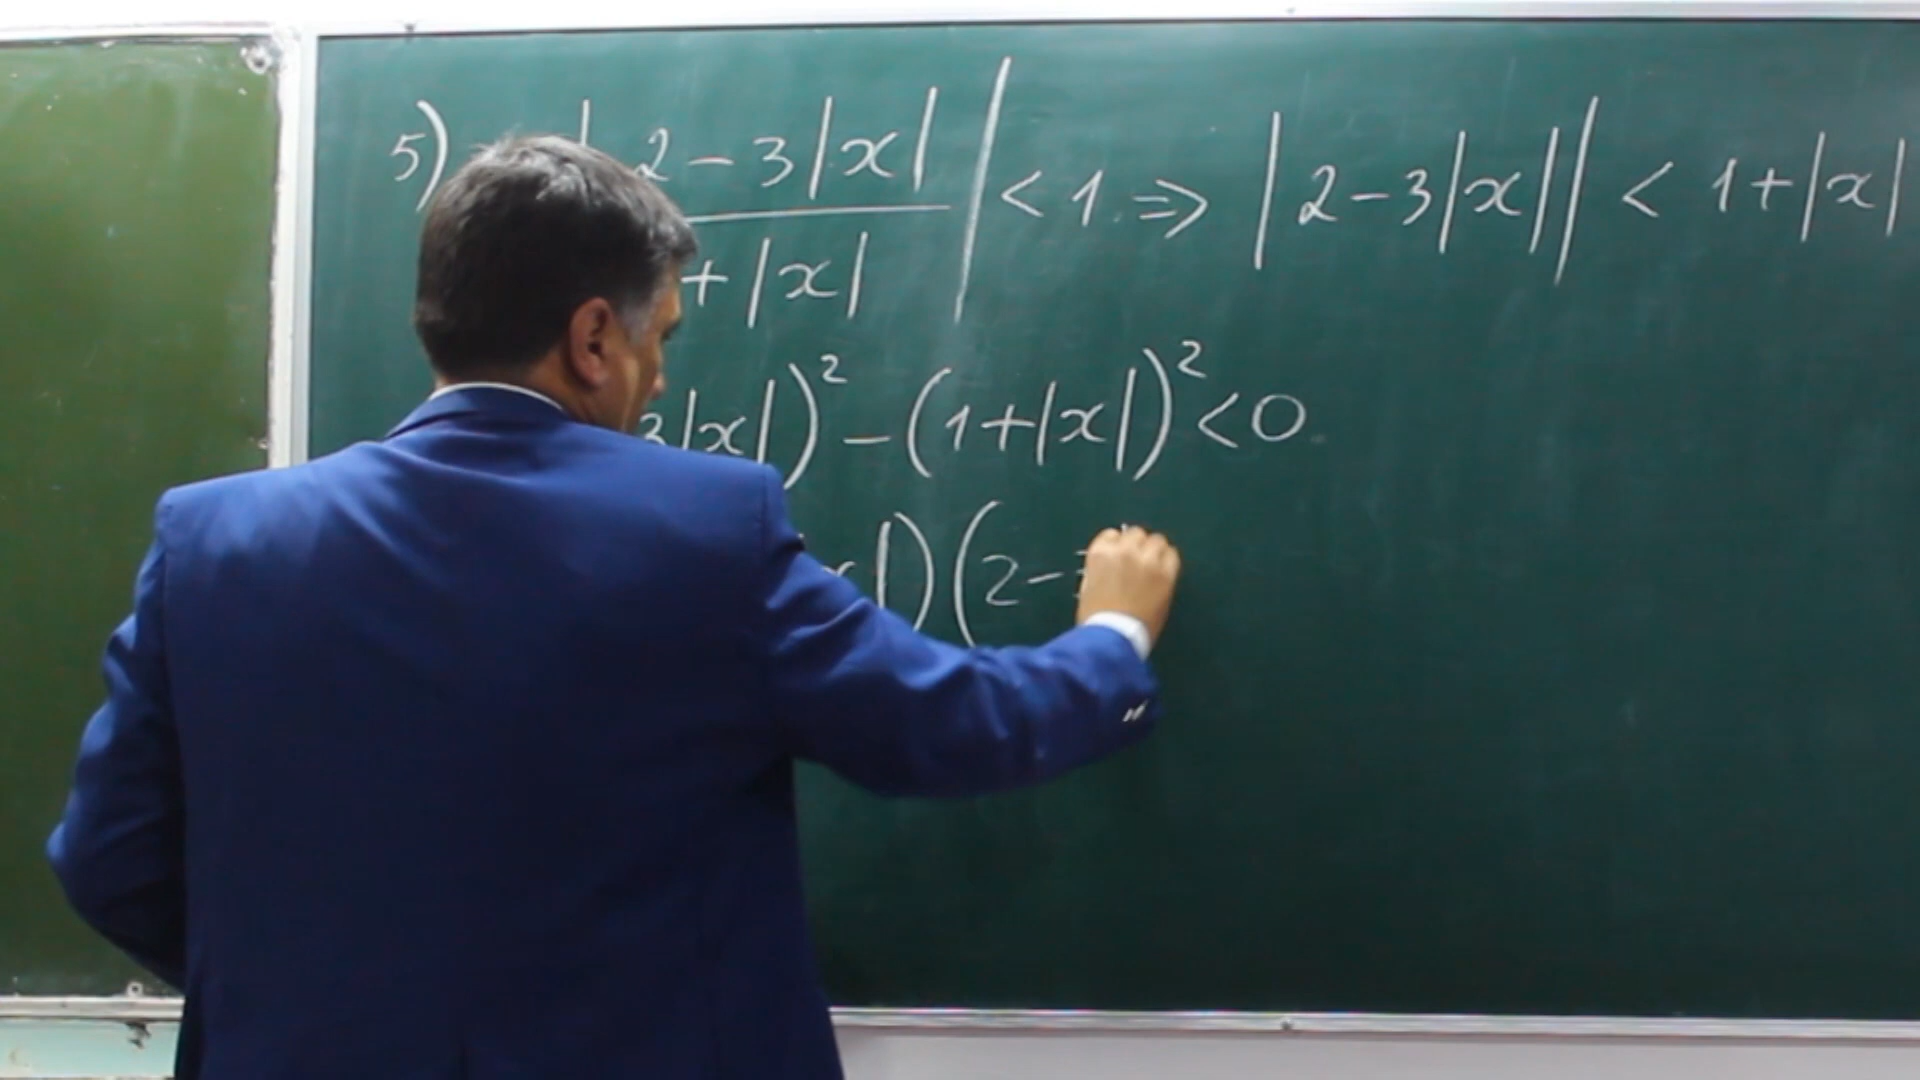 5) | 2 - 3|x| | < 1 . => | 2 - 3|x| | < 1 + |x|
+ |x|
3|x|)² - (1 + |x|)² < 0.
x|) (2 -